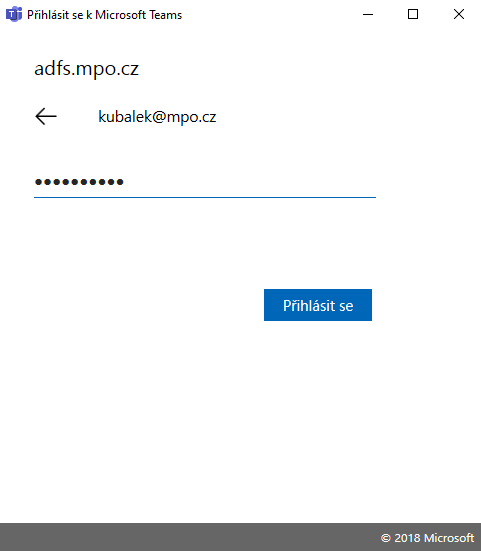 Přihlásit se k Microsoft Teams
adfs.mpo.cz
kubalek@mpo.cz
••••••••••
Přihlásit se
© 2018 Microsoft